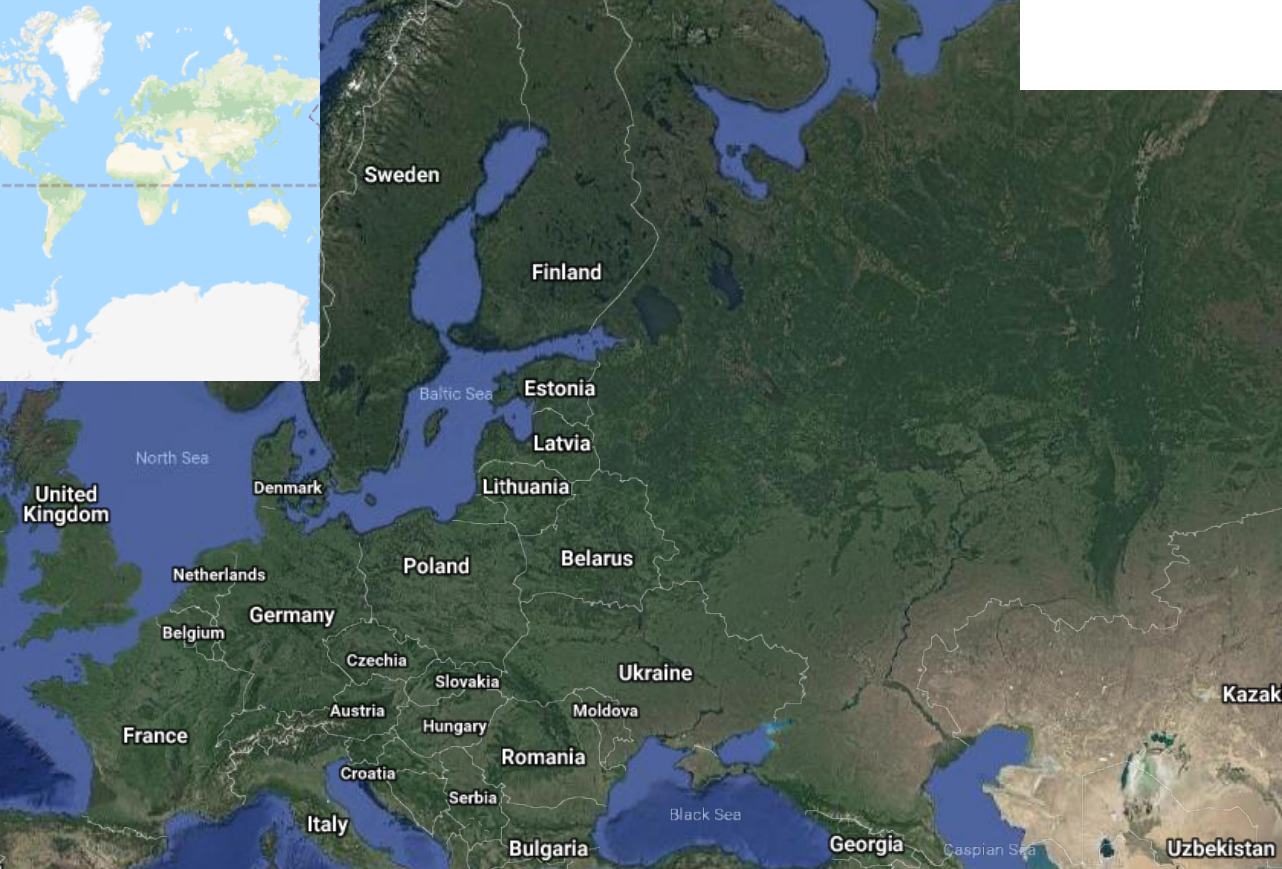 Sweden
Finland
Baltic Sea
Estonia
Latvia
Lithuania
North Sea
Denmark
United
Kingdom
Belarus
Poland
Netherlands
Germany
Belgium
Czechia
Slovakia
Ukraine
Kazak
Austria
Moldova
Hungary
France
Romania
Croatia
Serbia
Italy
Black Sea
Bulgaria
Georgia
Caspian Sea
Uzbekistan